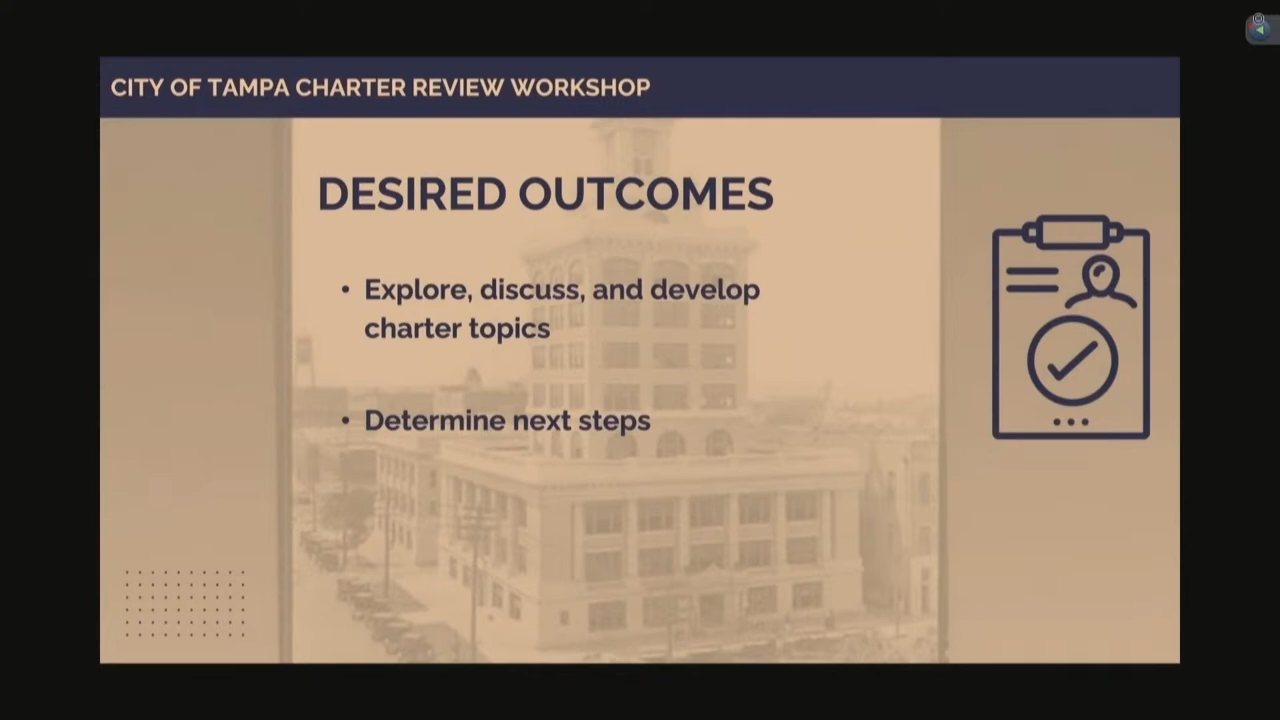 CITY OF TAMPA CHARTER REVIEW WORKSHOP
DESIRED OUTCOMES
• Explore, discuss, and develop
charter topics
• Determine next steps